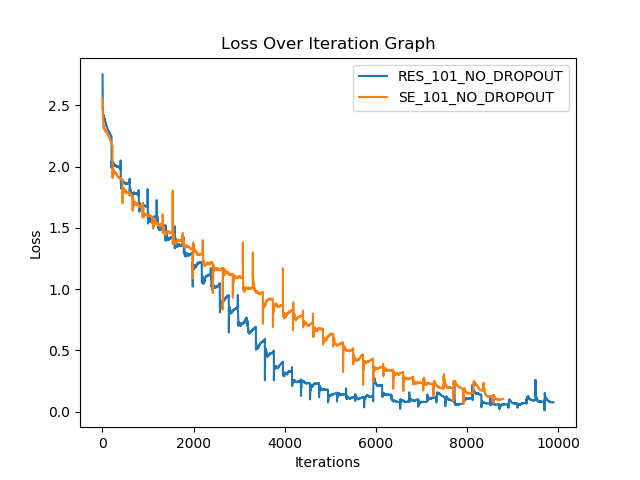 Loss Over Iteration Graph
RES_101_NO_DROPOUT
SE_101_NO_DROPOUT
2.5
2.0
1.5
1.0
0.5
0.0
Loss
0 2000 4000 6000 8000 10000
Iterations